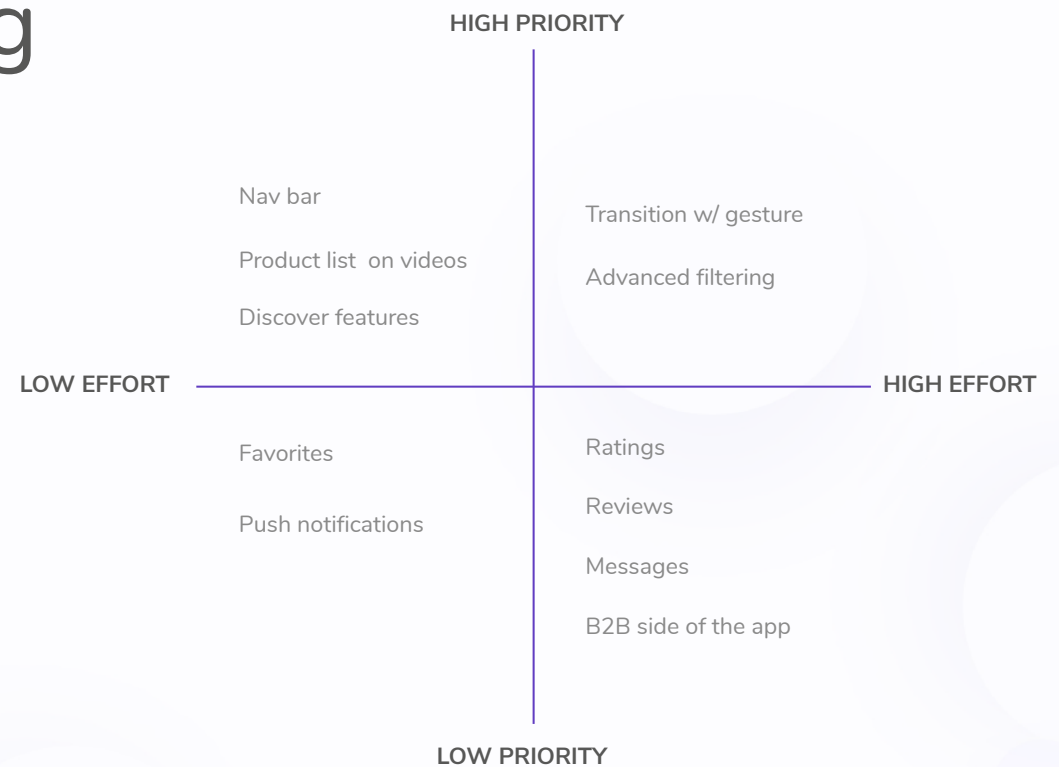 g
HIGH PRIORITY
Nav bar
Transition w/ gesture
Product list  on videos
Advanced filtering
Discover features
LOW EFFORT
HIGH EFFORT
Favorites
Ratings
Reviews
Push notifications
Messages
B2B side of the app
LOW PRIORITY